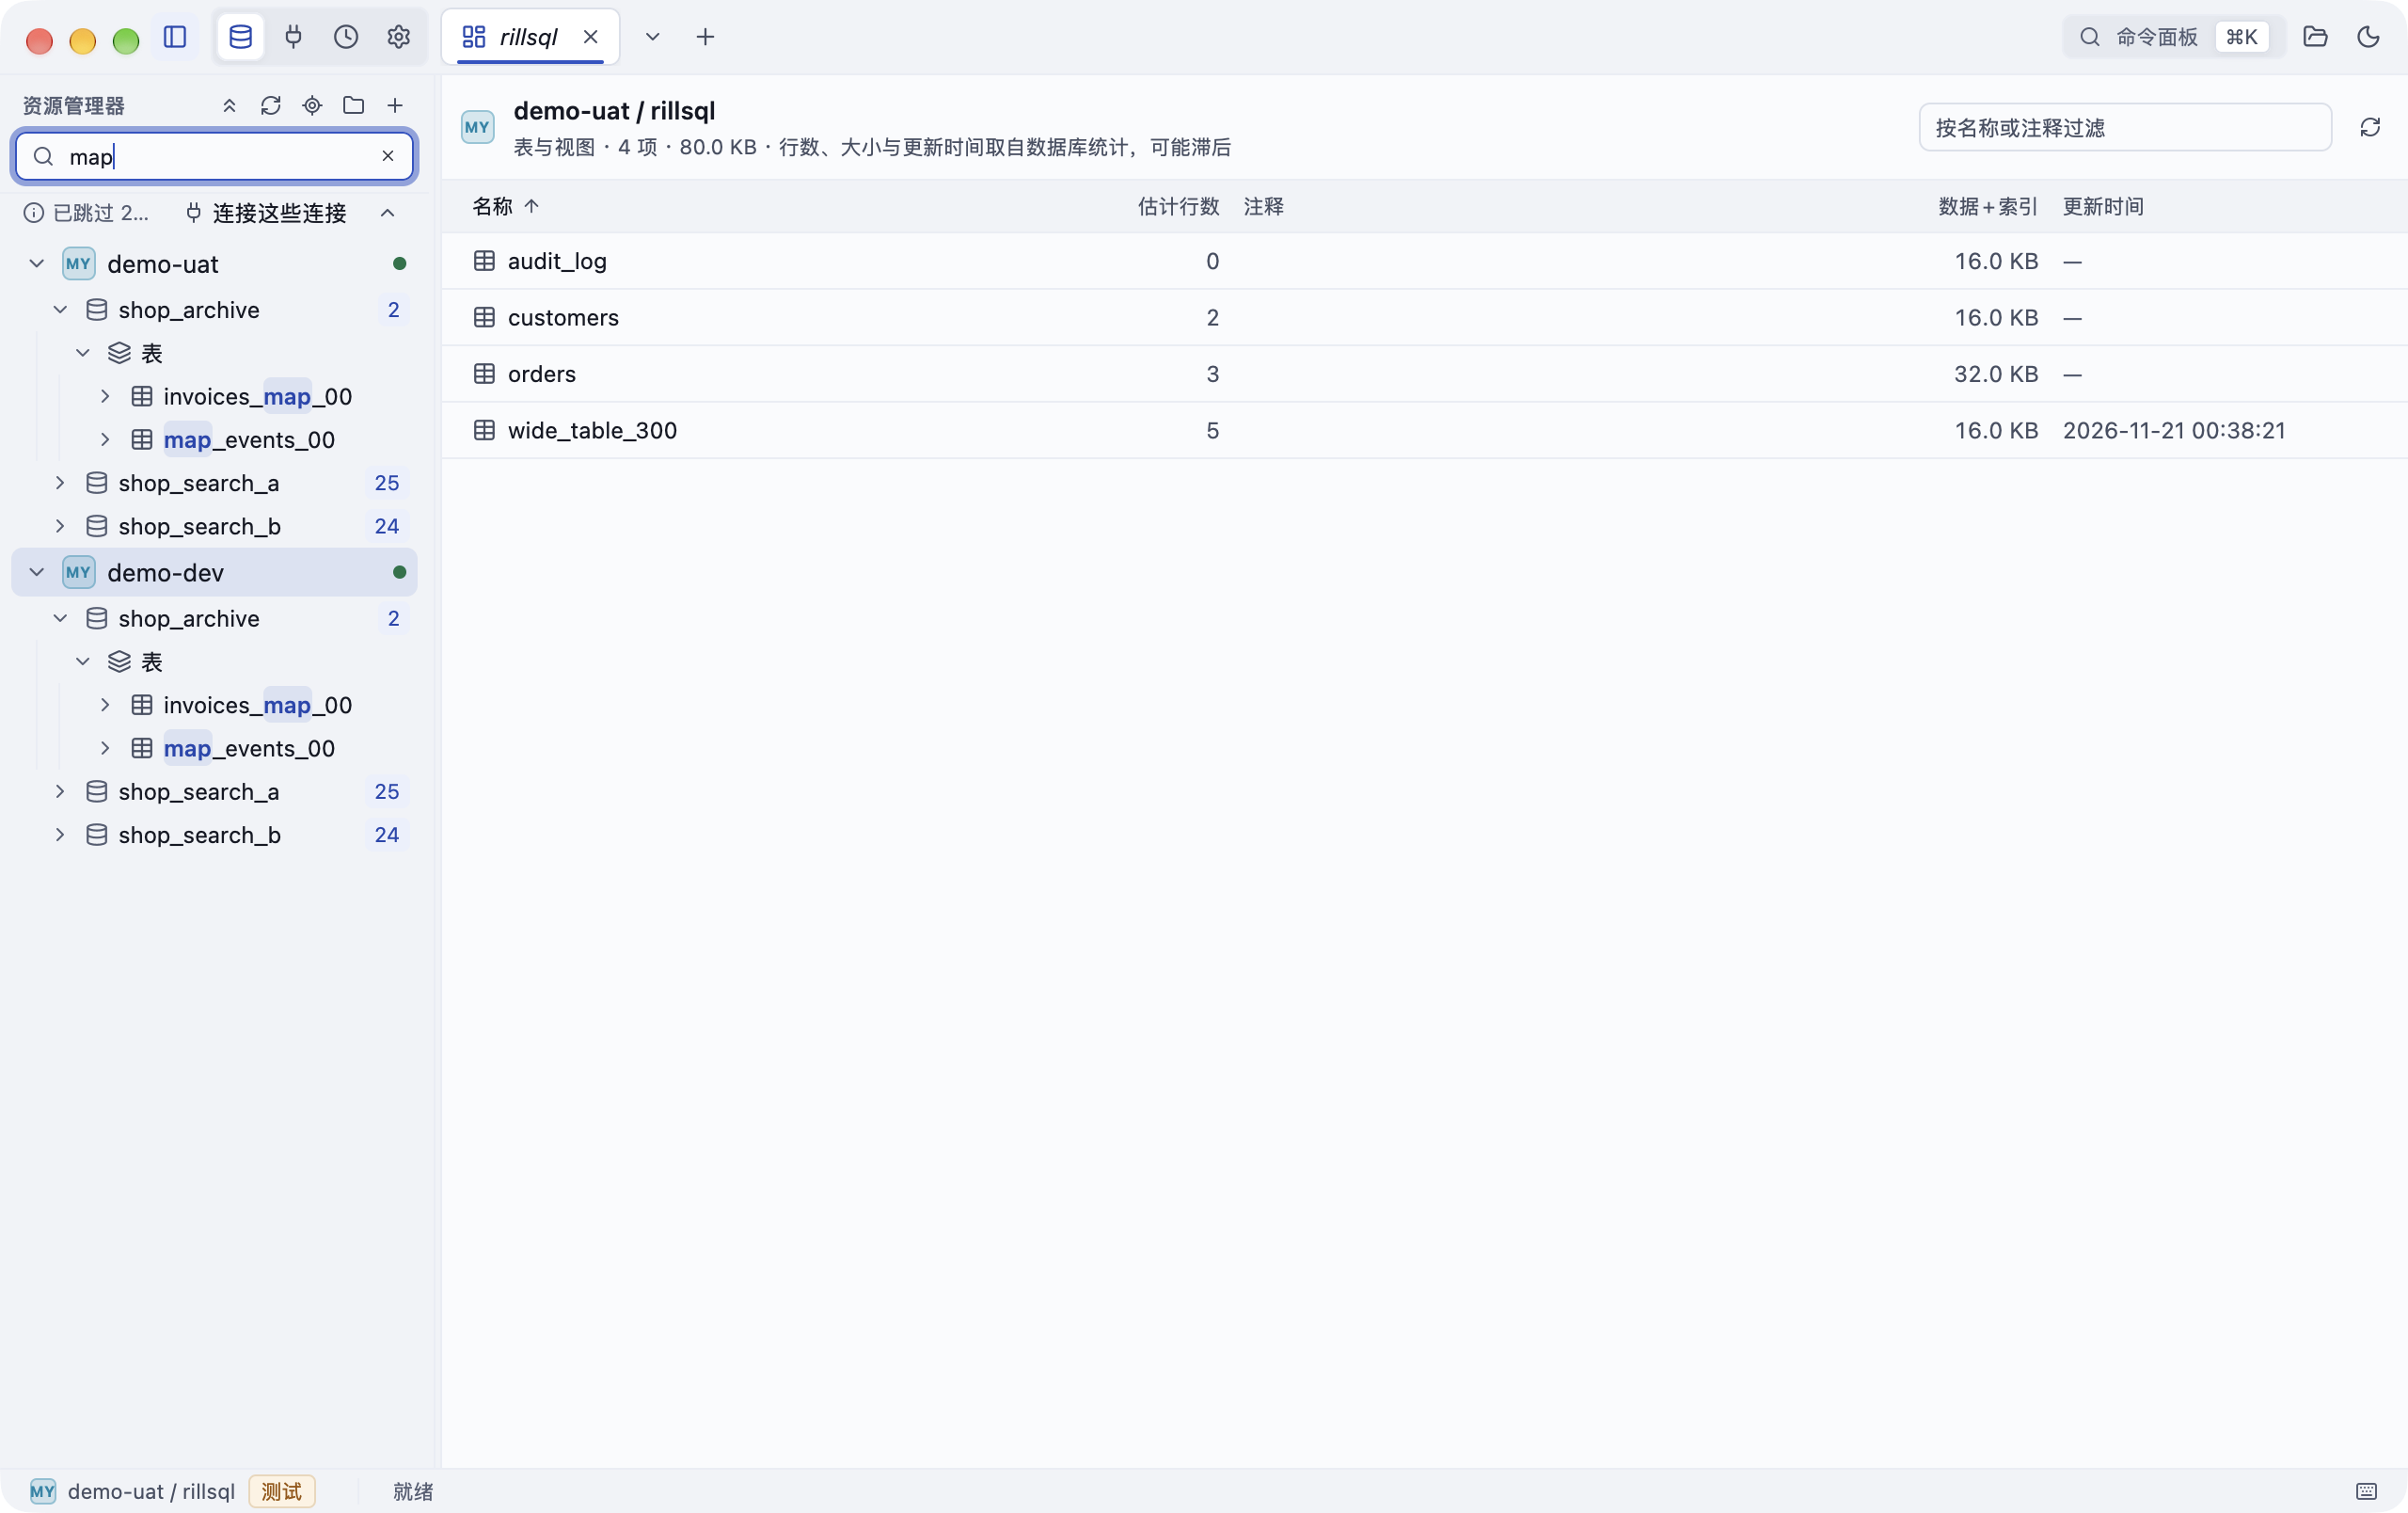 rillsql
命令面板 ⌘K
资源管理器
map
已跳过 2... 连接这些连接
MY demo-uat
shop_archive 2
表
invoices_map_00
map_events_00
shop_search_a 25
shop_search_b 24
MY demo-dev
shop_archive 2
表
invoices_map_00
map_events_00
shop_search_a 25
shop_search_b 24
MY demo-uat / rillsql
表与视图 · 4 项 · 80.0 KB · 行数、大小与更新时间取自数据库统计，可能滞后
按名称或注释过滤
名称 估计行数 注释 数据+索引 更新时间
audit_log 0 16.0 KB —
customers 2 16.0 KB —
orders 3 32.0 KB —
wide_table_300 5 16.0 KB 2026-11-21 00:38:21
MY demo-uat / rillsql 测试 就绪